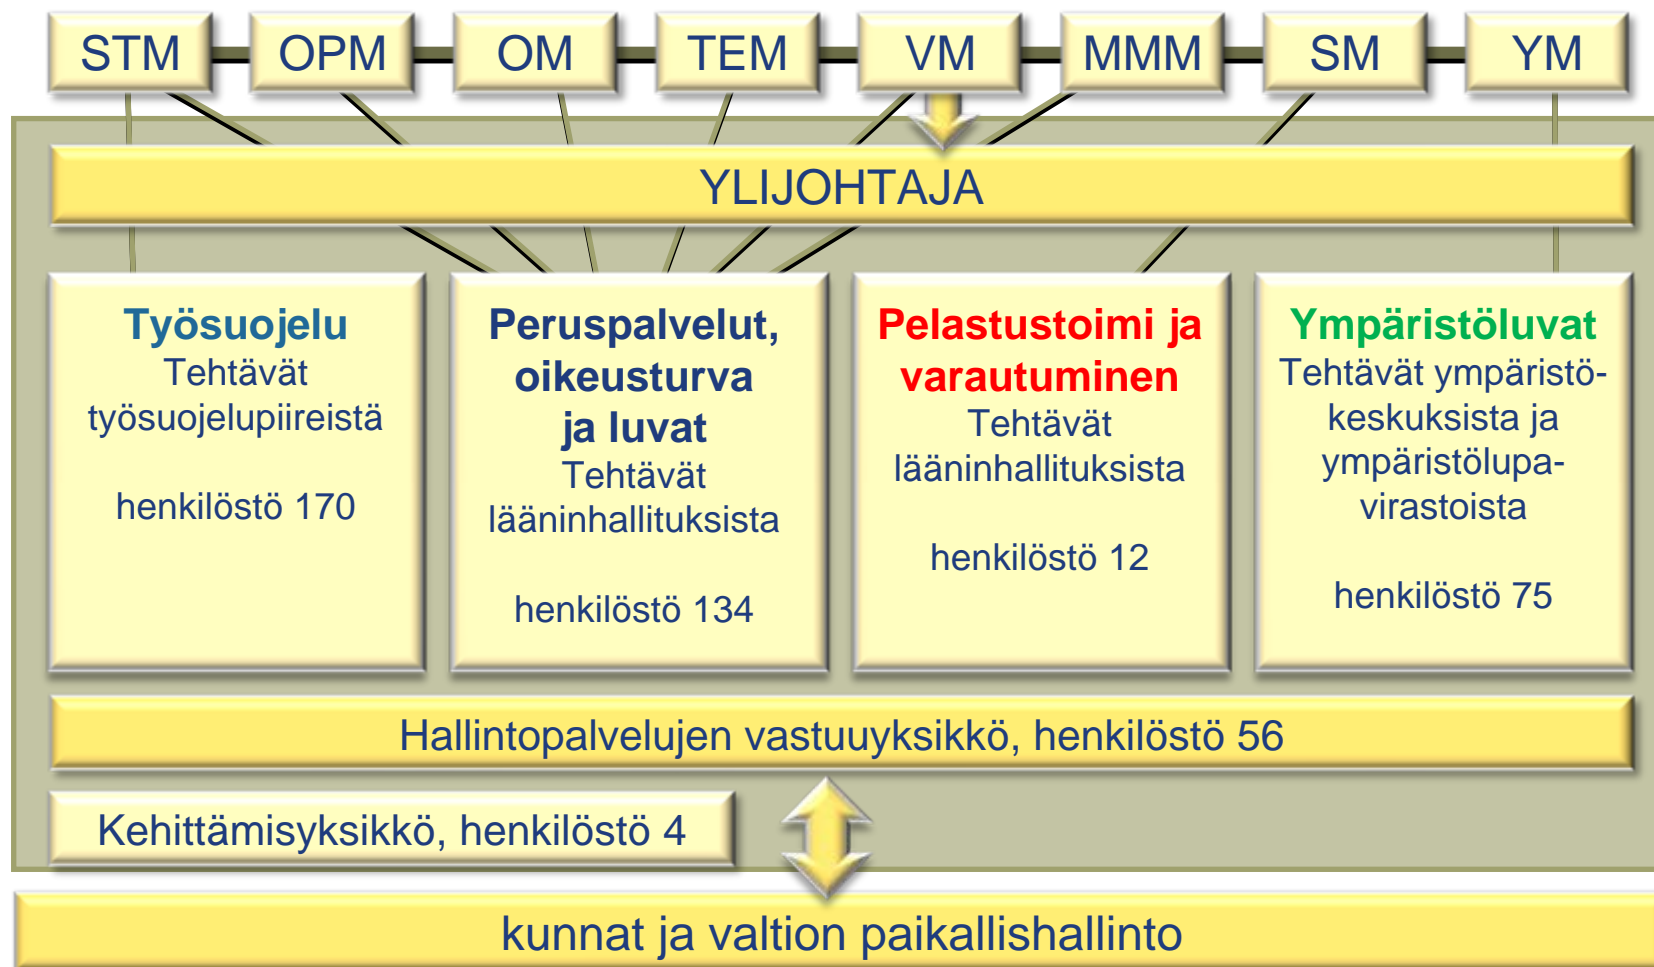 STM
OPM
OM
TEM
VM
MMM
SM
YM
YLIJOHTAJA
Työsuojelu
Tehtävät
työsuojelupiireistä
henkilöstö 170
Peruspalvelut,
oikeusturva
ja luvat
Tehtävät
lääninhallituksista
henkilöstö 134
Pelastustoimi ja
varautuminen
Tehtävät
lääninhallituksista
henkilöstö 12
Ympäristöluvat
Tehtävät ympäristö-
keskuksista ja
ympäristölupa-
virastoista
henkilöstö 75
Hallintopalvelujen vastuuyksikkö, henkilöstö 56
Kehittämisyksikkö, henkilöstö 4
kunnat ja valtion paikallishallinto